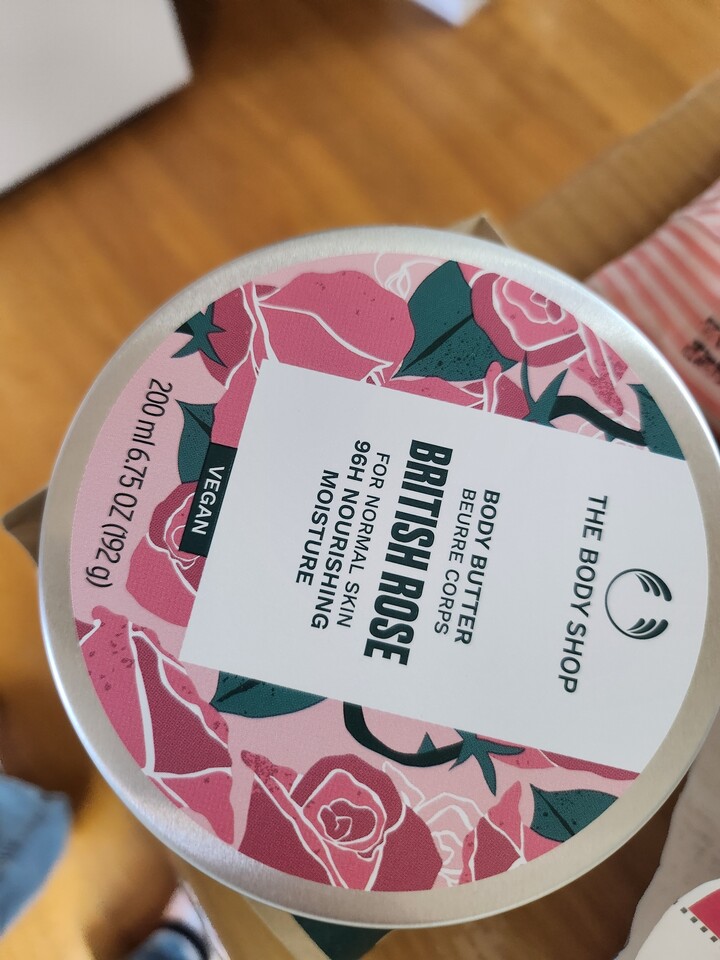 THE BODY SHOP
BODY BUTTER
BEURRE CORPS
BRITISH ROSE
FOR NORMAL SKIN
96H NOURISHING
MOISTURE
VEGAN
200 ml 6.75 OZ (192 g)